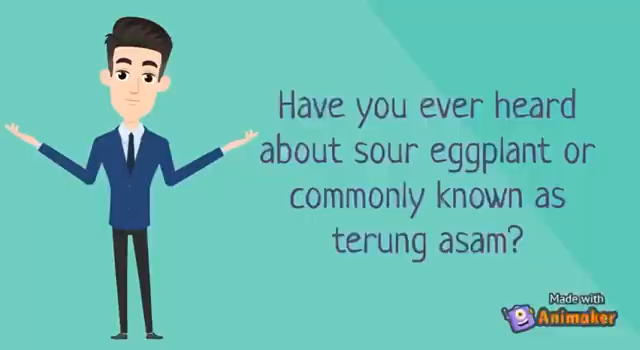 Have you ever heard
about sour eggplant or
commonly known as
terung asam?
Made with
Animaker